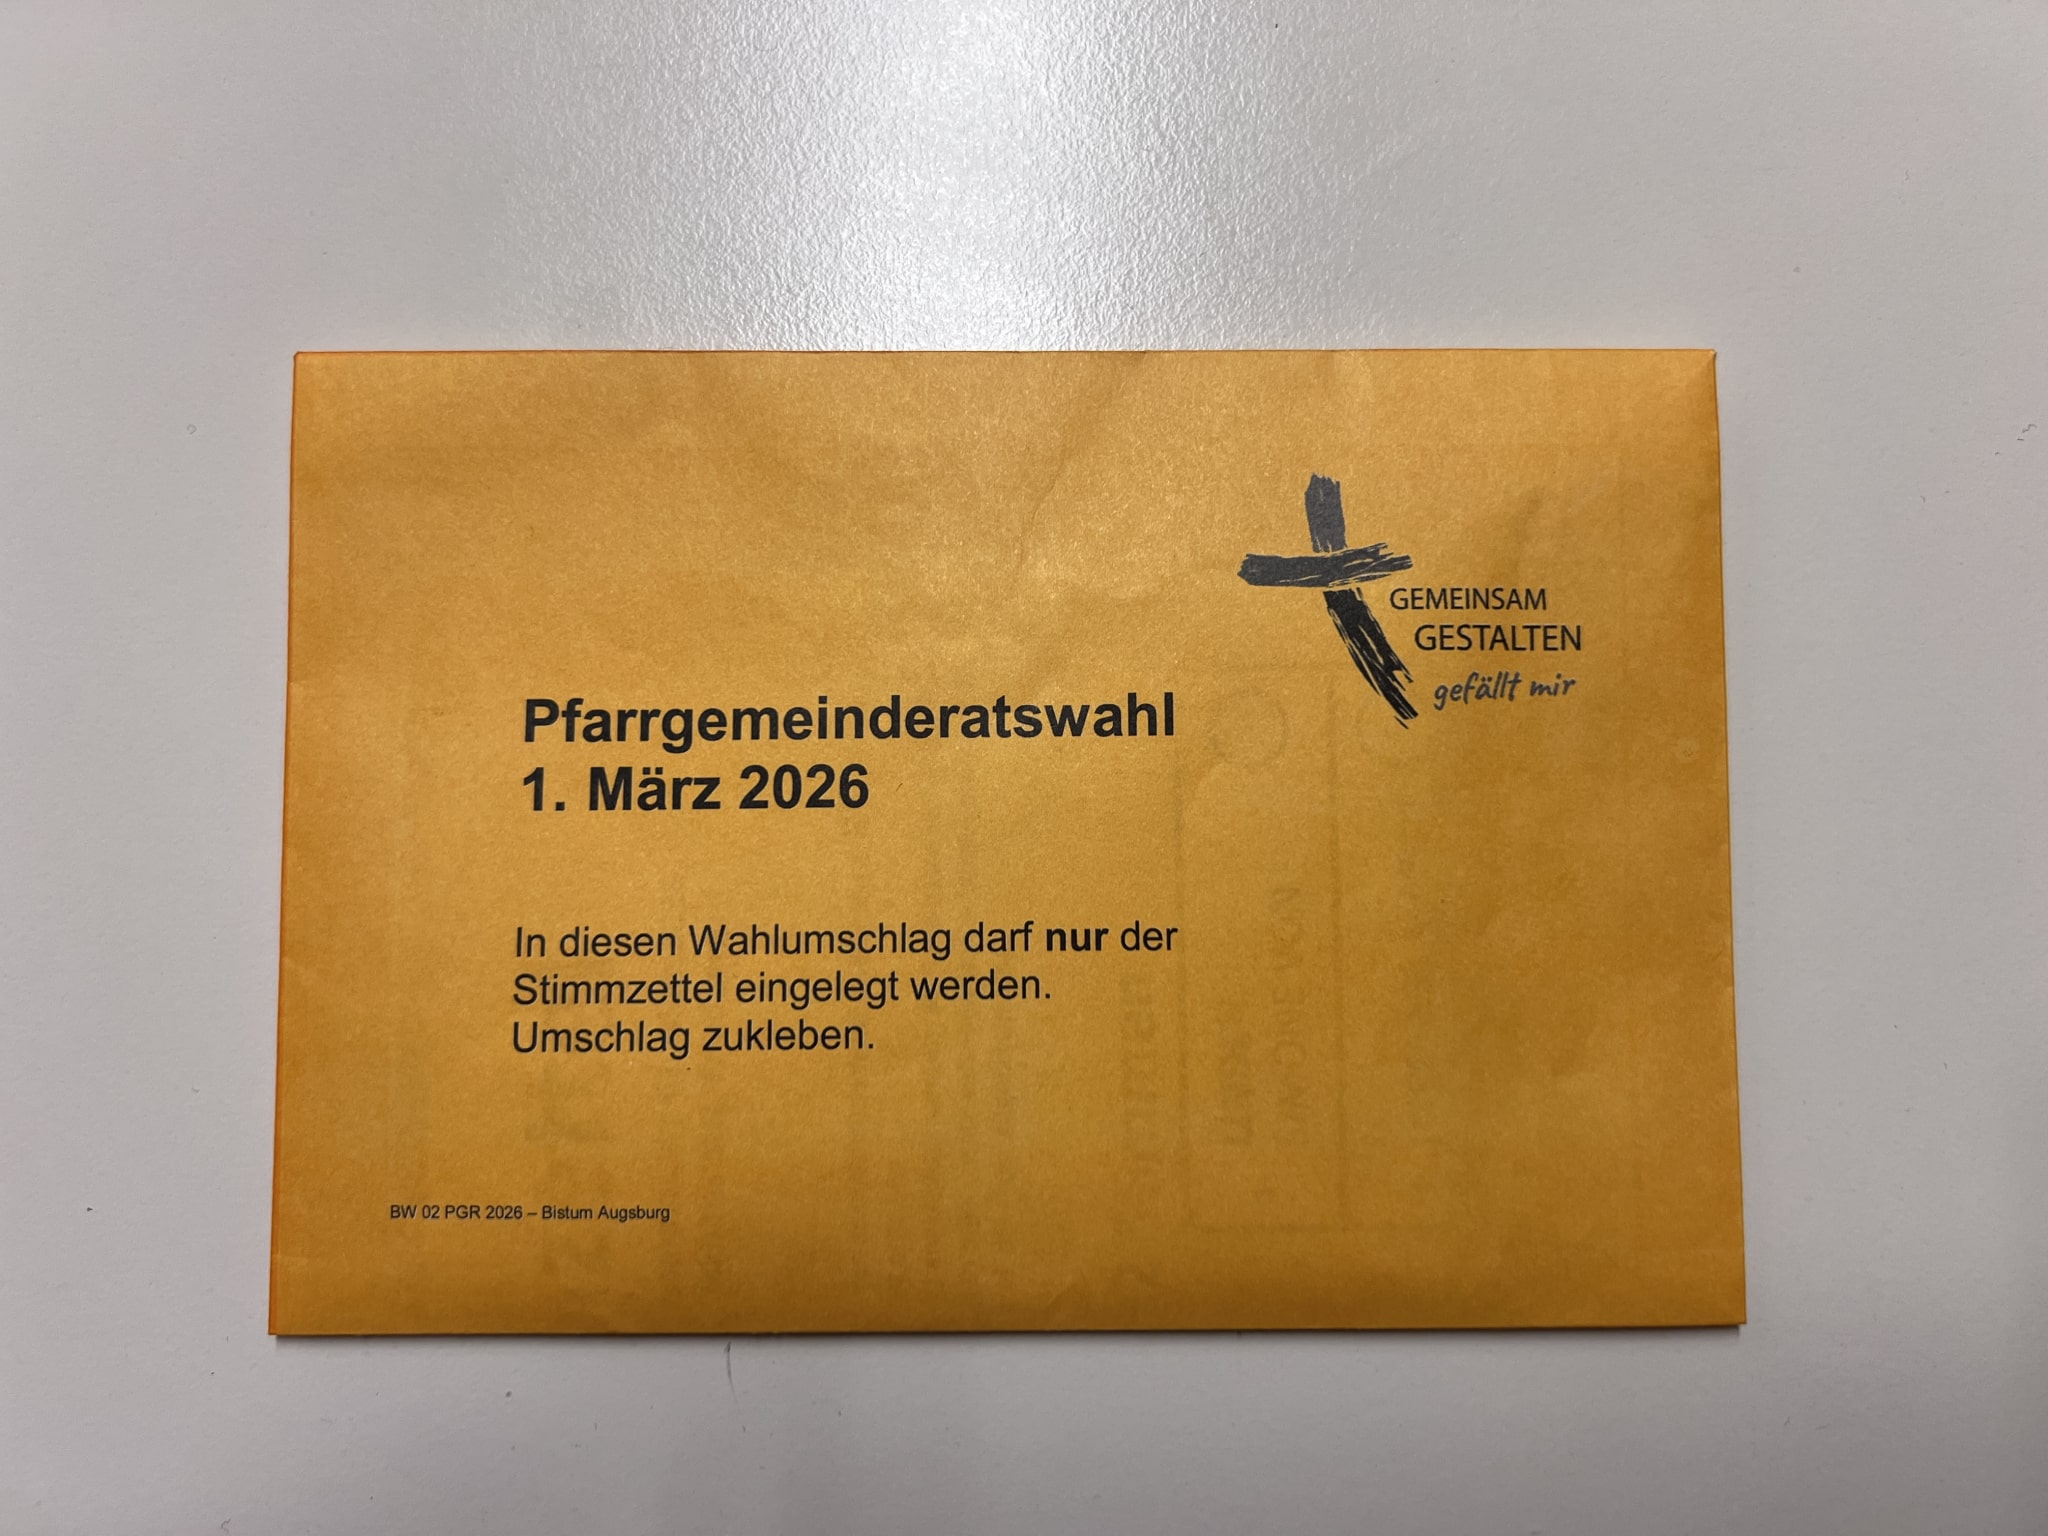 GEMEINSAM
GESTALTEN
gefällt mir
Pfarrgemeinderatswahl
1. März 2026
In diesen Wahlumschlag darf nur der
Stimmzettel eingelegt werden.
Umschlag zukleben.
BW 02 PGR 2026 – Bistum Augsburg